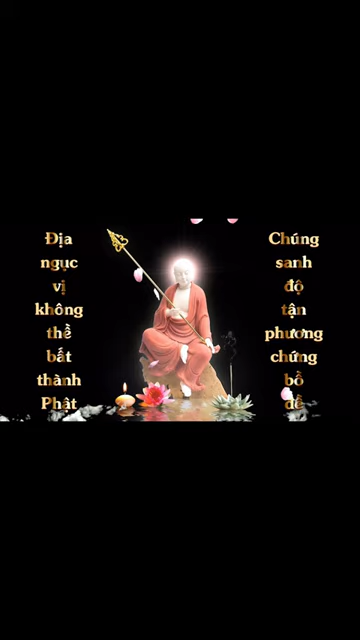 Địa
ngục
vị
không
thề
bất
thành
Phật
Chúng
sanh
độ
tận
phương
chứng
bồ
đề